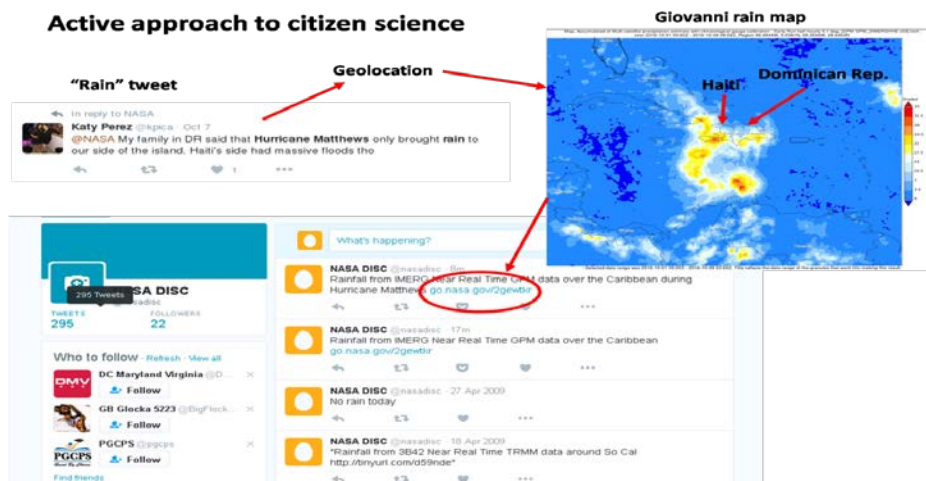 Active approach to citizen science
Giovanni rain map
"Rain" tweet
Geolocation
Haiti
Dominican Rep.
In reply to NASA
Katy Perez @kpica · Oct 7
@NASA My family in DR said that Hurricane Matthews only brought rain to
our side of the island. Haiti's side had massive floods tho
1
What's happening?
295 Tweets
SA DISC
adisc
TWEETS
FOLLOWERS
295
22
Who to follow · Refresh · View all
DC Maryland Virginia @D...
DMV
Follow
GB Glocka 5223 @BigFlock...
Follow
PGCPS @pgcps
PGCPS
Follow
Find friends
NASA DISC @nasadisc · 8m
Rainfall from IMERG Near Real Time GPM data over the Caribbean during
Hurricane Matthews go.nasa.gov/2gewtkr
NASA DISC @nasadisc · 17m
Rainfall from IMERG Near Real Time GPM data over the Caribbean
go.nasa.gov/2gewtkr
NASA DISC @nasadisc · 27 Apr 2009
No rain today
NASA DISC @nasadisc · 18 Apr 2009
"Rainfall from 3B42 Near Real Time TRMM data around So Cal
http://tinyurl.com/d59nde"